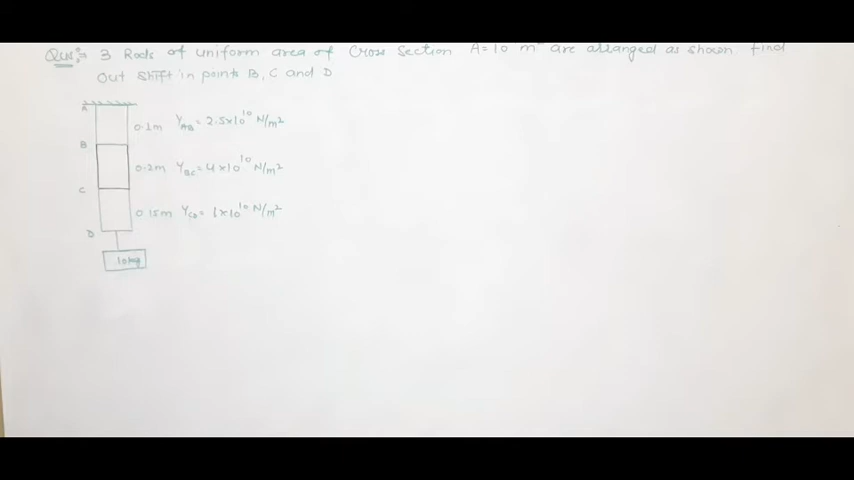 Qus:⇒ 3 Rods of uniform area of Cross Section A=10 m are arranged as shown. find
out shift in points B, C and D.
A
0.1m Y_AB = 2.5×10^10 N/m²
B
0.2m Y_BC = 4×10^10 N/m²
C
0.15m Y_CD = 1×10^10 N/m²
D
10kg